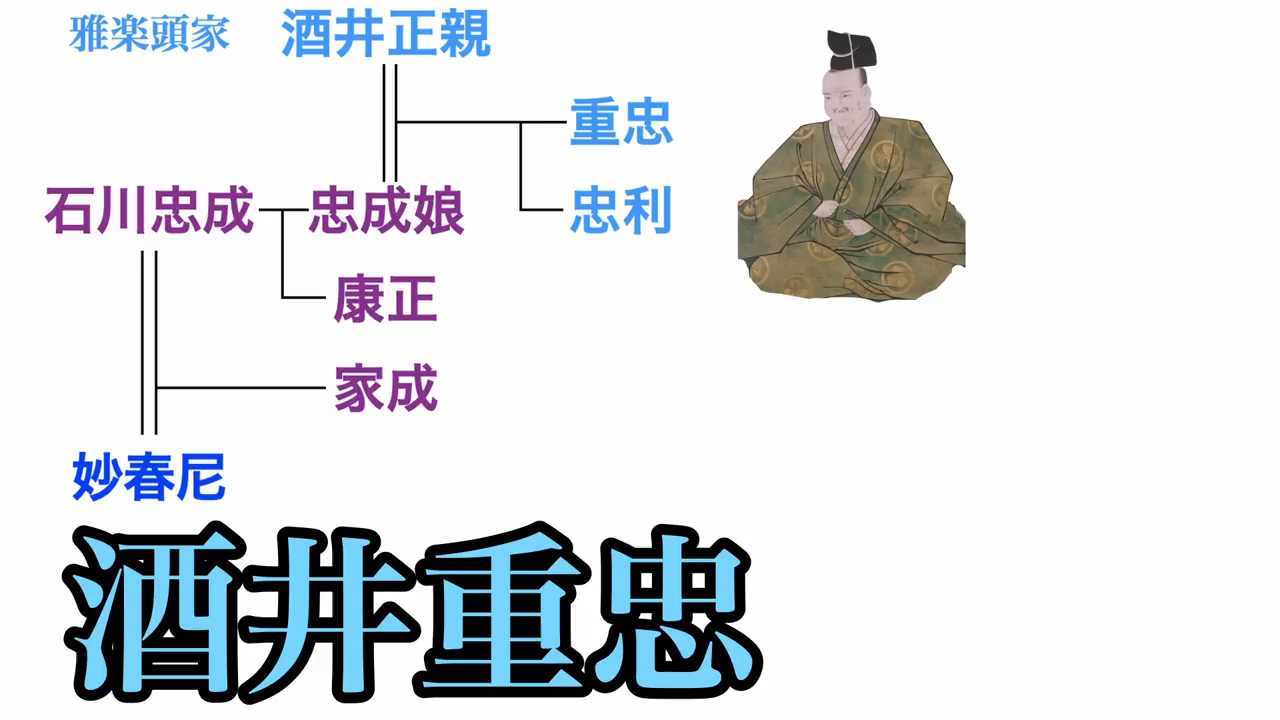 雅楽頭家 酒井正親
重忠
石川忠成 忠成娘 忠利
康正
家成
妙春尼
酒井重忠